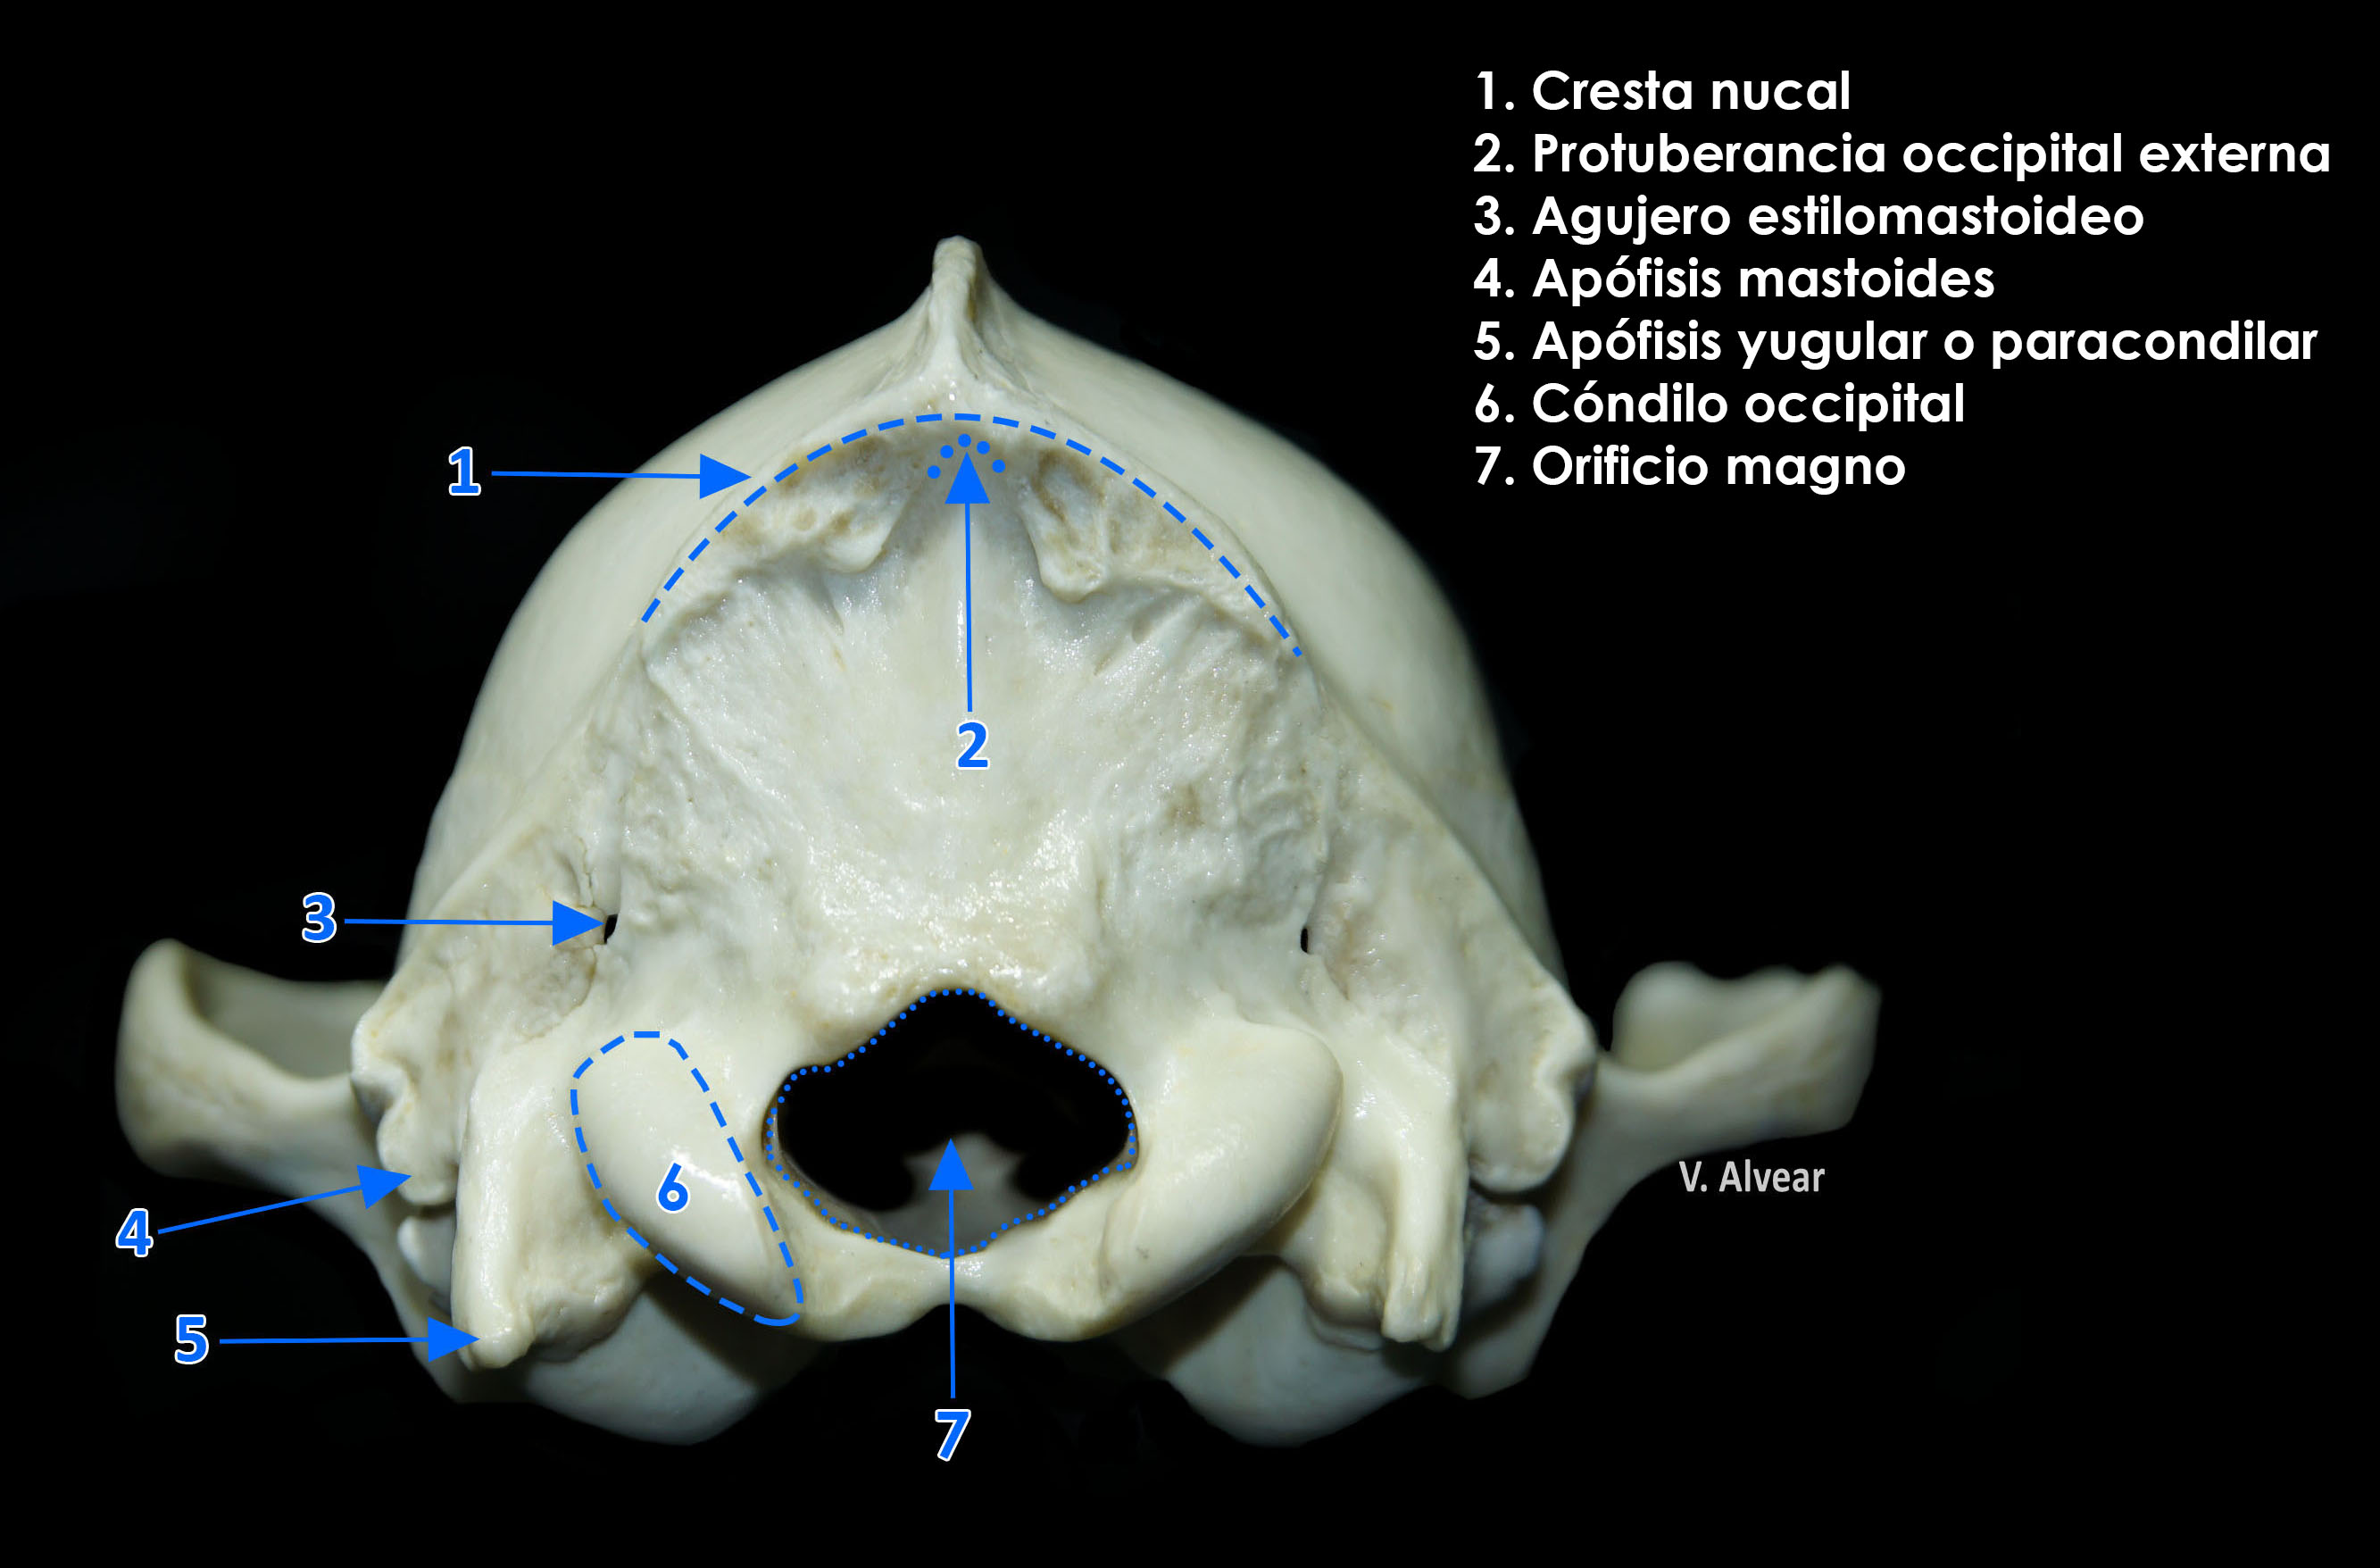 1. Cresta nucal
2. Protuberancia occipital externa
3. Agujero estilomastoideo
4. Apófisis mastoides
5. Apófisis yugular o paracondilar
6. Cóndilo occipital
7. Orificio magno
1
2
3
6
4
5
7
V. Alvear